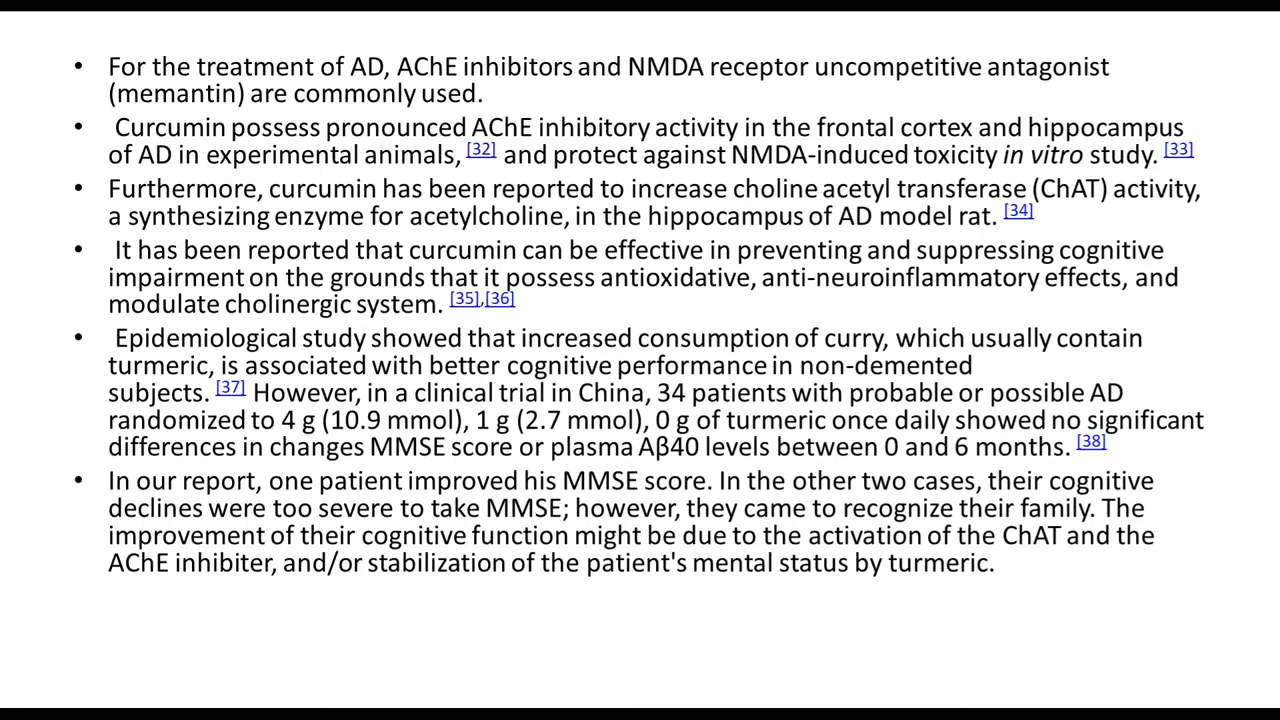 • For the treatment of AD, AChE inhibitors and NMDA receptor uncompetitive antagonist
(memantin) are commonly used.
• Curcumin possess pronounced AChE inhibitory activity in the frontal cortex and hippocampus
of AD in experimental animals, [32] and protect against NMDA-induced toxicity in vitro study. [33]
• Furthermore, curcumin has been reported to increase choline acetyl transferase (ChAT) activity,
a synthesizing enzyme for acetylcholine, in the hippocampus of AD model rat. [34]
• It has been reported that curcumin can be effective in preventing and suppressing cognitive
impairment on the grounds that it possess antioxidative, anti-neuroinflammatory effects, and
modulate cholinergic system. [35],[36]
• Epidemiological study showed that increased consumption of curry, which usually contain
turmeric, is associated with better cognitive performance in non-demented
subjects. [37] However, in a clinical trial in China, 34 patients with probable or possible AD
randomized to 4 g (10.9 mmol), 1 g (2.7 mmol), 0 g of turmeric once daily showed no significant
differences in changes MMSE score or plasma Aβ40 levels between 0 and 6 months. [38]
• In our report, one patient improved his MMSE score. In the other two cases, their cognitive
declines were too severe to take MMSE; however, they came to recognize their family. The
improvement of their cognitive function might be due to the activation of the ChAT and the
AChE inhibiter, and/or stabilization of the patient's mental status by turmeric.